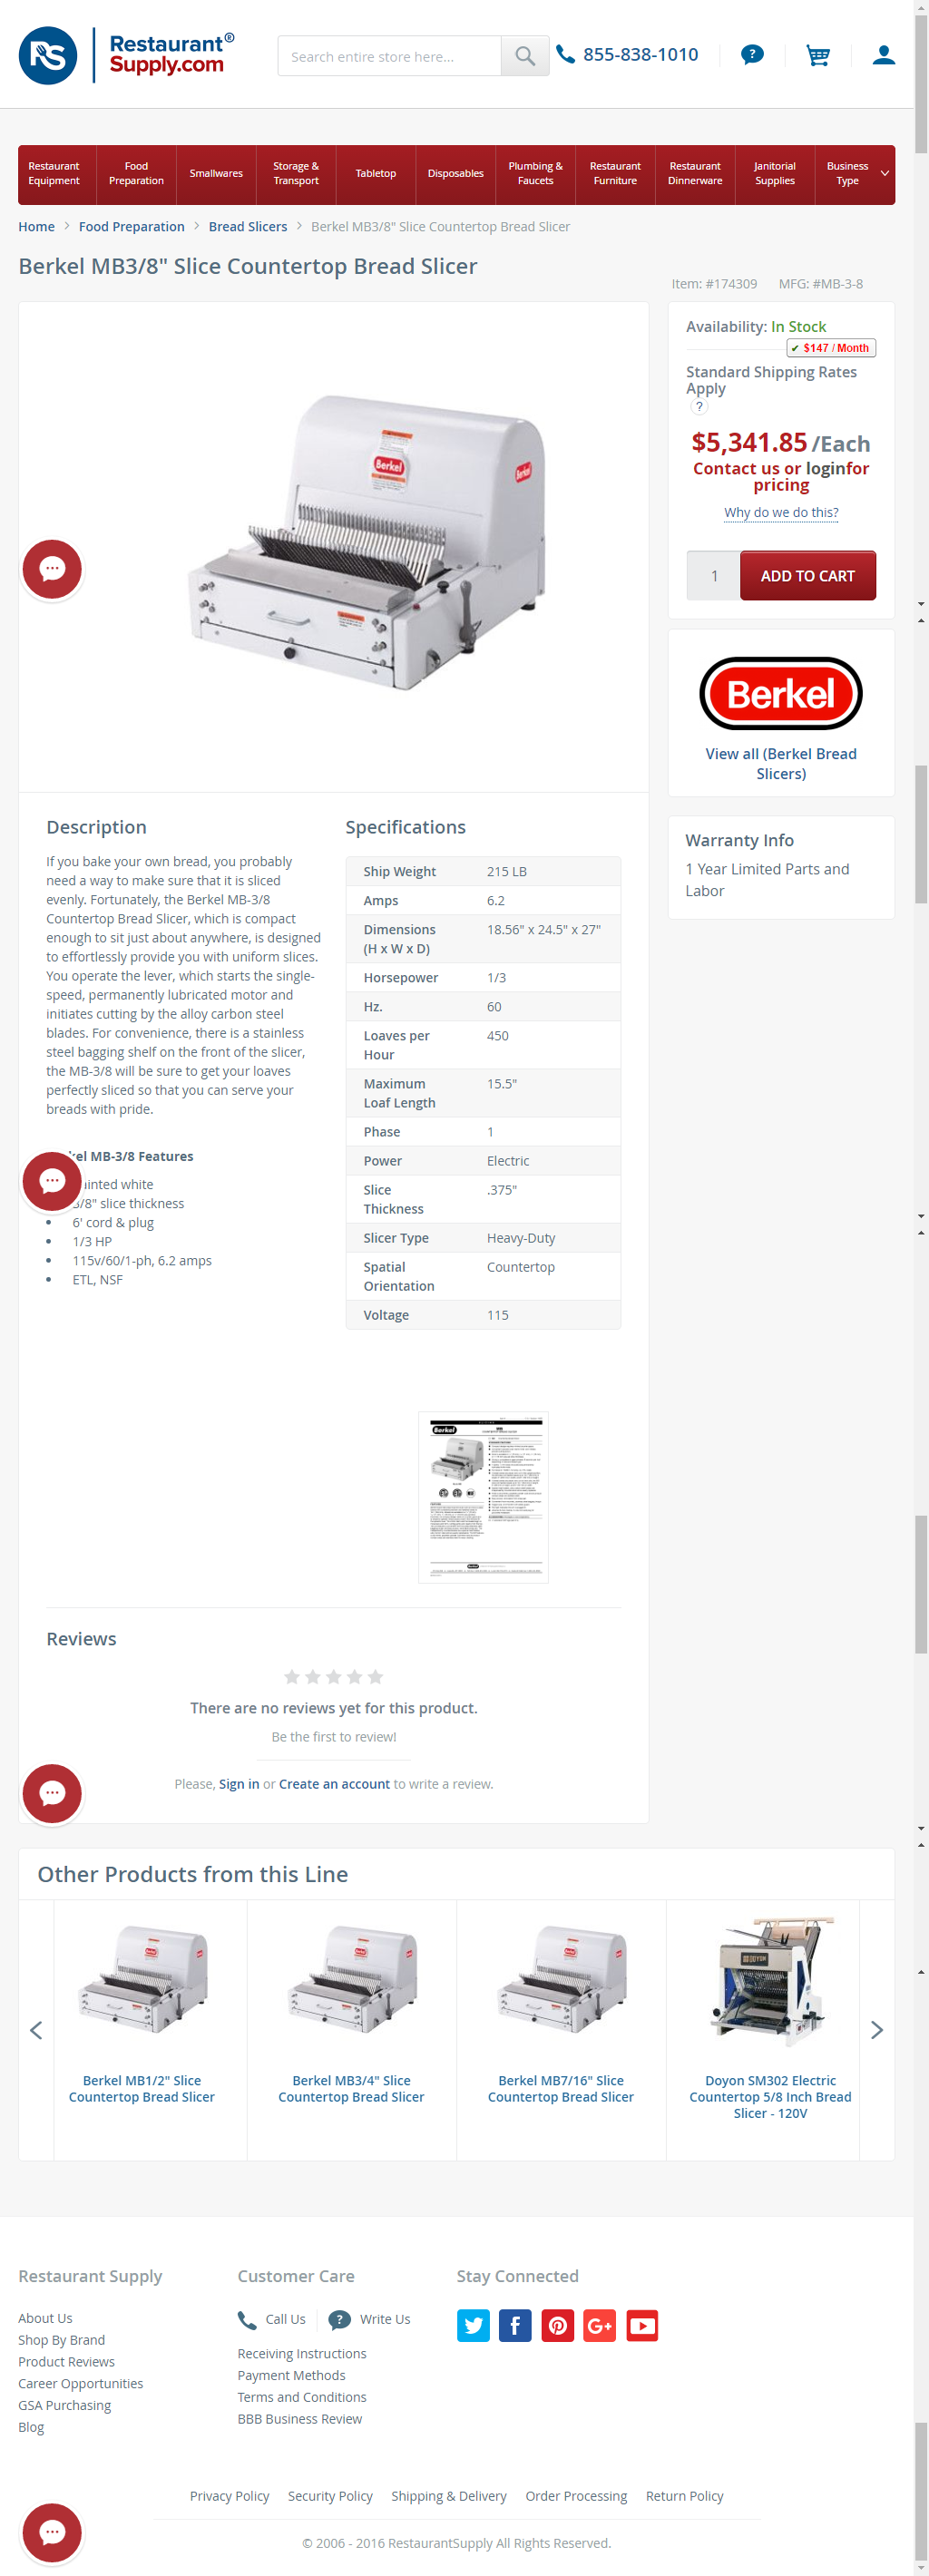 RS Restaurant®
Supply.com
Search entire store here...
855-838-1010
?
Restaurant
Equipment
Food
Preparation
Smallwares
Storage &
Transport
Tabletop
Disposables
Plumbing &
Faucets
Restaurant
Furniture
Restaurant
Dinnerware
Janitorial
Supplies
Business
Type
Home > Food Preparation > Bread Slicers > Berkel MB3/8" Slice Countertop Bread Slicer
Berkel MB3/8" Slice Countertop Bread Slicer
Item: #174309 MFG: #MB-3-8
Berkel
Berkel
Availability: In Stock
✔ $147 / Month
Standard Shipping Rates
Apply
?
$5,341.85 /Each
Contact us or loginfor
pricing
Why do we do this?
1 ADD TO CART
Berkel
View all (Berkel Bread
Slicers)
Warranty Info
1 Year Limited Parts and
Labor
Description
If you bake your own bread, you probably
need a way to make sure that it is sliced
evenly. Fortunately, the Berkel MB-3/8
Countertop Bread Slicer, which is compact
enough to sit just about anywhere, is designed
to effortlessly provide you with uniform slices.
You operate the lever, which starts the single-
speed, permanently lubricated motor and
initiates cutting by the alloy carbon steel
blades. For convenience, there is a stainless
steel bagging shelf on the front of the slicer,
the MB-3/8 will be sure to get your loaves
perfectly sliced so that you can serve your
breads with pride.
kel MB-3/8 Features
ainted white
3/8" slice thickness
• 6' cord & plug
• 1/3 HP
• 115v/60/1-ph, 6.2 amps
• ETL, NSF
Specifications
Ship Weight 215 LB
Amps 6.2
Dimensions 18.56" x 24.5" x 27"
(H x W x D)
Horsepower 1/3
Hz. 60
Loaves per 450
Hour
Maximum 15.5"
Loaf Length
Phase 1
Power Electric
Slice .375"
Thickness
Slicer Type Heavy-Duty
Spatial Countertop
Orientation
Voltage 115
Berkel
Reviews
There are no reviews yet for this product.
Be the first to review!
Please, Sign in or Create an account to write a review.
Other Products from this Line
DOYON
Berkel MB1/2" Slice
Countertop Bread Slicer
Berkel MB3/4" Slice
Countertop Bread Slicer
Berkel MB7/16" Slice
Countertop Bread Slicer
Doyon SM302 Electric
Countertop 5/8 Inch Bread
Slicer - 120V
Restaurant Supply
About Us
Shop By Brand
Product Reviews
Career Opportunities
GSA Purchasing
Blog
Customer Care
Call Us ? Write Us
Receiving Instructions
Payment Methods
Terms and Conditions
BBB Business Review
Stay Connected
f G+
Privacy Policy Security Policy Shipping & Delivery Order Processing Return Policy
© 2006 - 2016 RestaurantSupply All Rights Reserved.